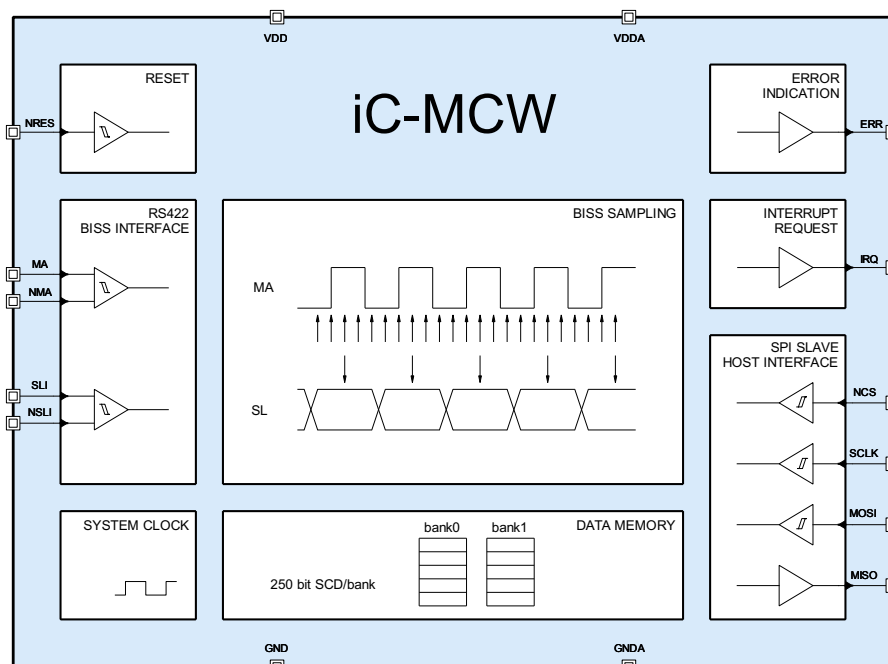 VDD
VDDA
RESET
NRES
iC-MCW
ERROR
INDICATION
ERR
RS422
BISS INTERFACE
MA
NMA
SLI
NSLI
BISS SAMPLING
MA
SL
INTERRUPT
REQUEST
IRQ
SPI SLAVE
HOST INTERFACE
NCS
SCLK
MOSI
MISO
SYSTEM CLOCK
bank0
bank1
DATA MEMORY
250 bit SCD/bank
GND
GNDA